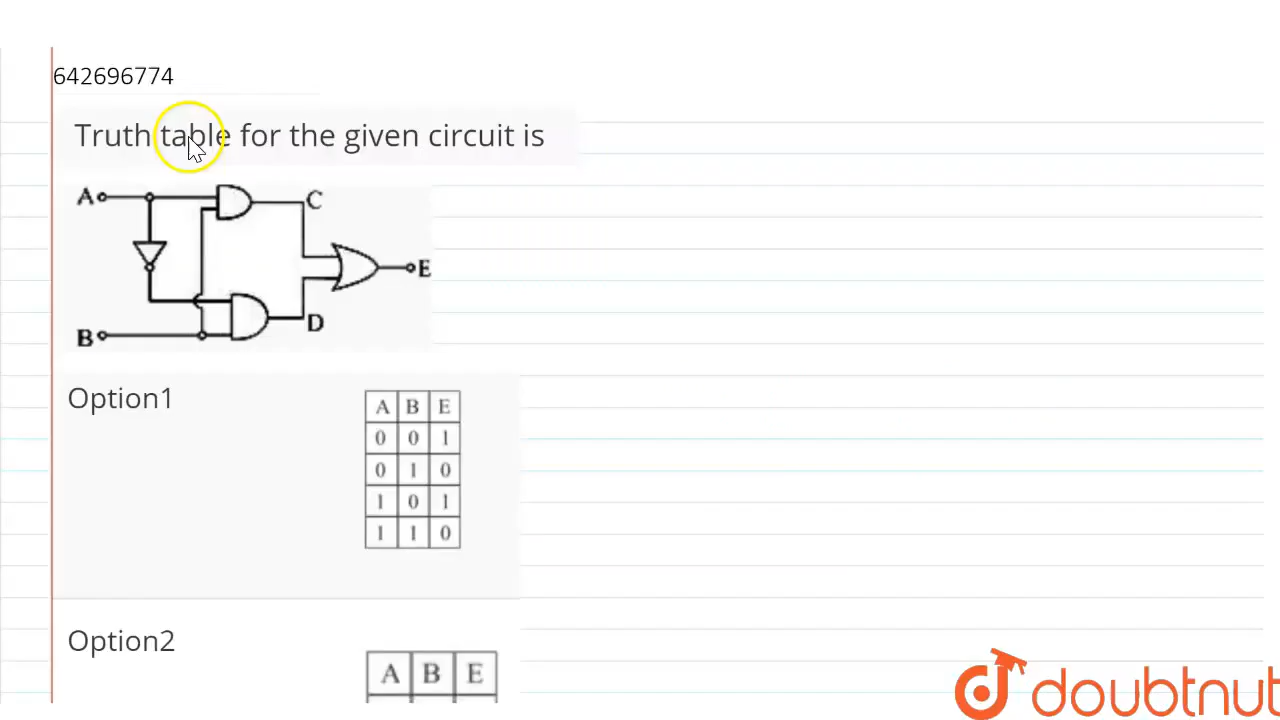 642696774
Truth table for the given circuit is
A
C
E
B
D
Option1
A B E
0 0 1
0 1 0
1 0 1
1 1 0
Option2
A B E
doubtnut